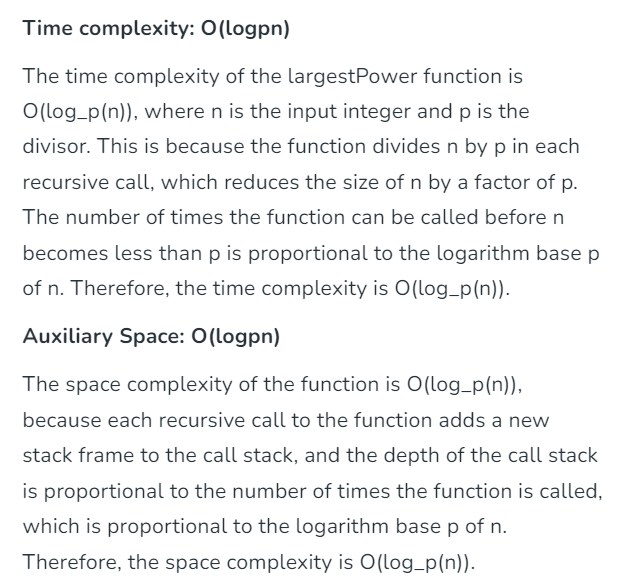 Time complexity: O(logpn)
The time complexity of the largestPower function is
O(log_p(n)), where n is the input integer and p is the
divisor. This is because the function divides n by p in each
recursive call, which reduces the size of n by a factor of p.
The number of times the function can be called before n
becomes less than p is proportional to the logarithm base p
of n. Therefore, the time complexity is O(log_p(n)).
Auxiliary Space: O(logpn)
The space complexity of the function is O(log_p(n)),
because each recursive call to the function adds a new
stack frame to the call stack, and the depth of the call stack
is proportional to the number of times the function is called,
which is proportional to the logarithm base p of n.
Therefore, the space complexity is O(log_p(n)).